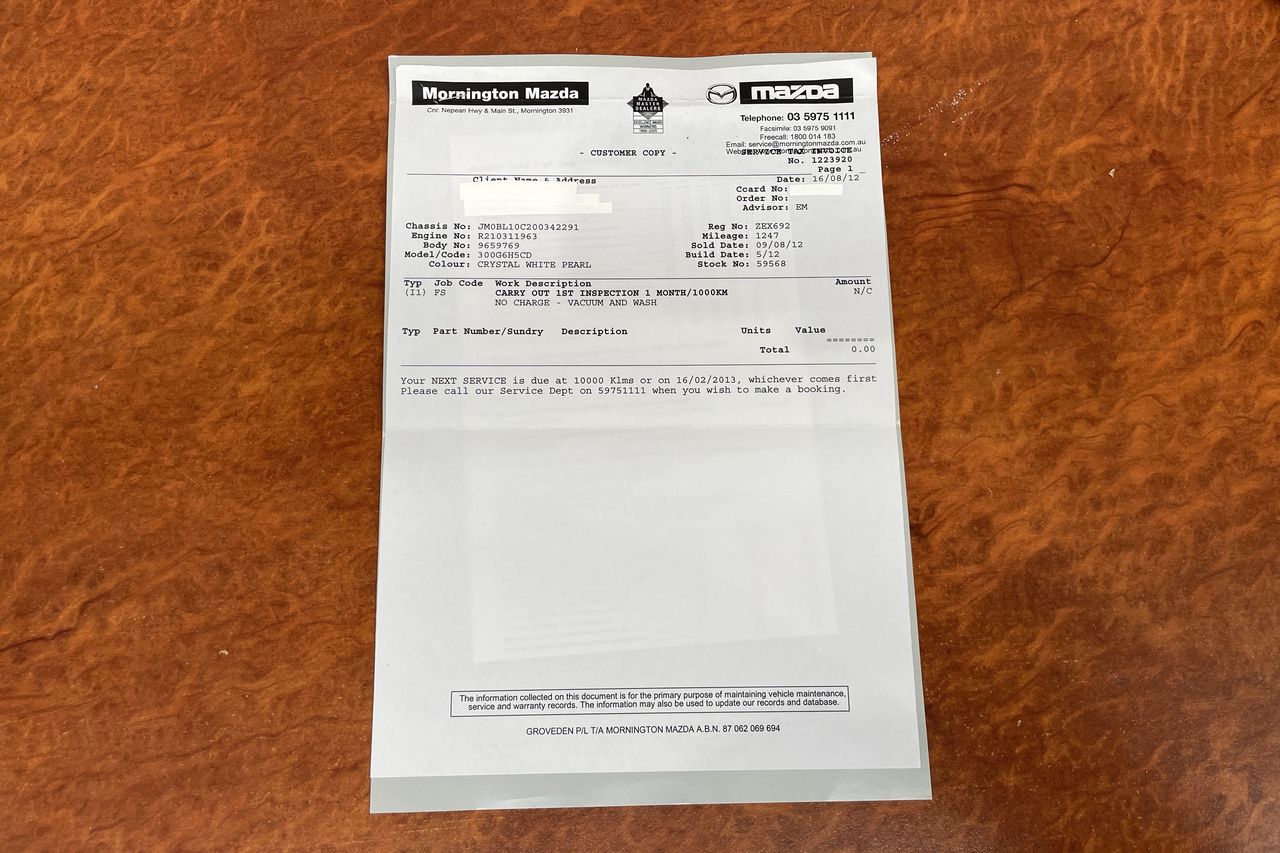 Mornington Mazda
Cnr. Nepean Hwy & Main St., Mornington 3931
MAZDA
MASTER
DEALERS
EXCELLENCE AWARD
WINNERS
mazda
Telephone: 03 5975 1111
Facsimile: 03 5975 9091
Freecall: 1800 014 183
Email: service@morningtonmazda.com.au
- CUSTOMER COPY -
SERVICE TAX INVOICE
No. 1223920
Page 1
Client Name & Address
Date: 16/08/12
Ccard No:
Order No:
Advisor: EM
Chassis No: JM0BL10C200342291
Reg No: ZEX692
Engine No: R210311963
Mileage: 1247
Body No: 9659769
Sold Date: 09/08/12
Model/Code: 300G6H5CD
Build Date: 5/12
Colour: CRYSTAL WHITE PEARL
Stock No: 59568
Typ Job Code Work Description Amount
(I1) FS CARRY OUT 1ST INSPECTION 1 MONTH/1000KM N/C
NO CHARGE - VACUUM AND WASH
Typ Part Number/Sundry Description Units Value
========
Total 0.00
Your NEXT SERVICE is due at 10000 Klms or on 16/02/2013, whichever comes first
Please call our Service Dept on 59751111 when you wish to make a booking.
The information collected on this document is for the primary purpose of maintaining vehicle maintenance,
service and warranty records. The information may also be used to update our records and database.
GROVEDEN P/L T/A MORNINGTON MAZDA A.B.N. 87 062 069 694